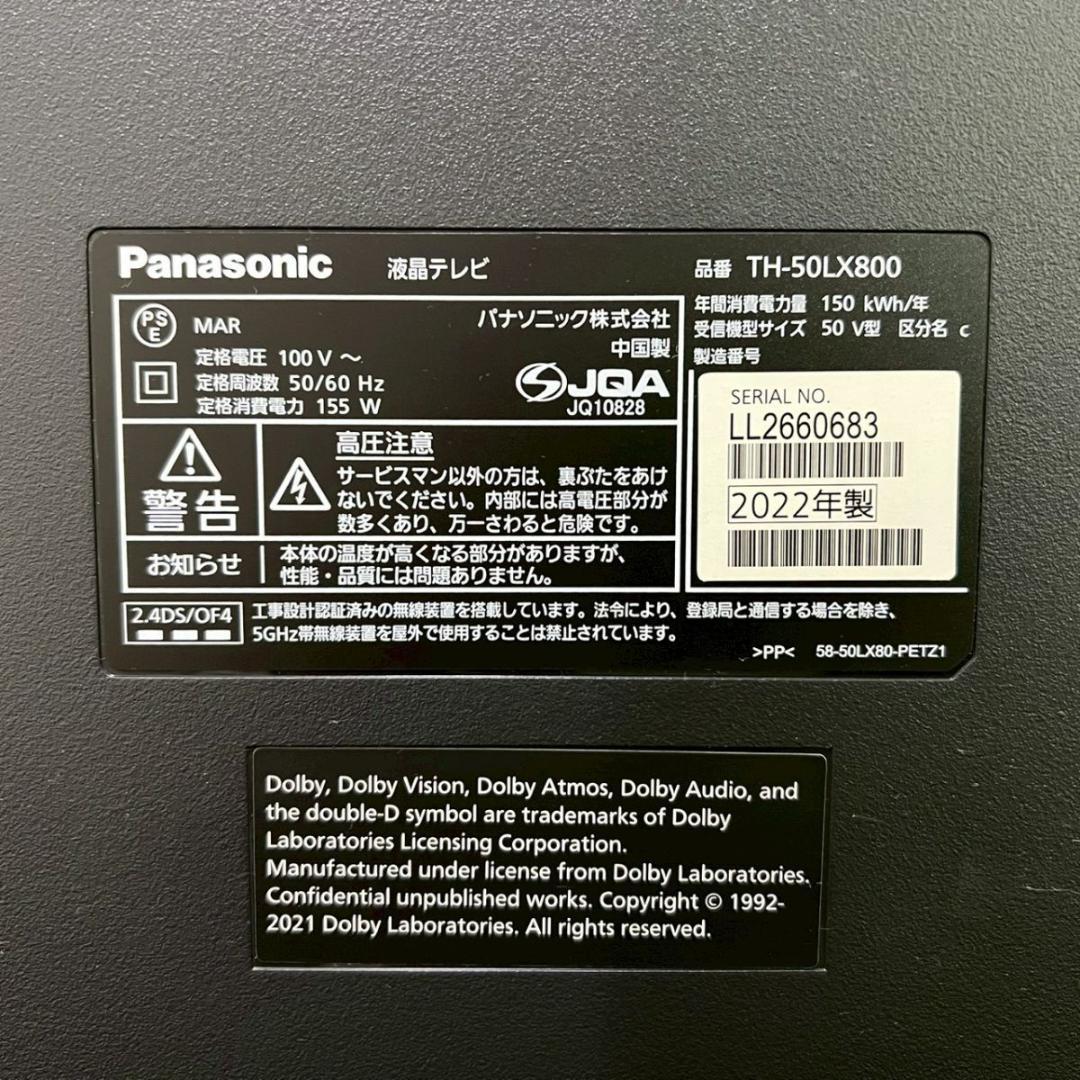 Panasonic 液晶テレビ 品番 TH-50LX800
PS
E
MAR
定格電圧 100 V ～
定格周波数 50/60 Hz
定格消費電力 155 W
パナソニック株式会社
中国製
JQA
JQ10828
年間消費電力量 150 kWh/年
受信機型サイズ 50 V型 区分名 c
製造番号
SERIAL NO.
LL2660683
2022年製
警告
高圧注意
サービスマン以外の方は、裏ぶたをあけ
ないでください。内部には高電圧部分が
数多くあり、万一さわると危険です。
お知らせ
本体の温度が高くなる部分がありますが、
性能・品質には問題ありません。
2.4DS/OF4
工事設計認証済みの無線装置を搭載しています。法令により、登録局と通信する場合を除き、
5GHz帯無線装置を屋外で使用することは禁止されています。
>PP< 58-50LX80-PETZ1
Dolby, Dolby Vision, Dolby Atmos, Dolby Audio, and
the double-D symbol are trademarks of Dolby
Laboratories Licensing Corporation.
Manufactured under license from Dolby Laboratories.
Confidential unpublished works. Copyright © 1992-
2021 Dolby Laboratories. All rights reserved.